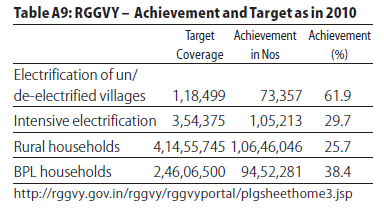 Table A9: RGGVY – Achievement and Target as in 2010
Target Achievement Achievement
Coverage in Nos (%)
Electrification of un/
de-electrified villages 1,18,499 73,357 61.9
Intensive electrification 3,54,375 1,05,213 29.7
Rural households 4,14,55,745 1,06,46,046 25.7
BPL households 2,46,06,500 94,52,281 38.4
http://rggvy.gov.in/rggvy/rggvyportal/plgsheethome3.jsp